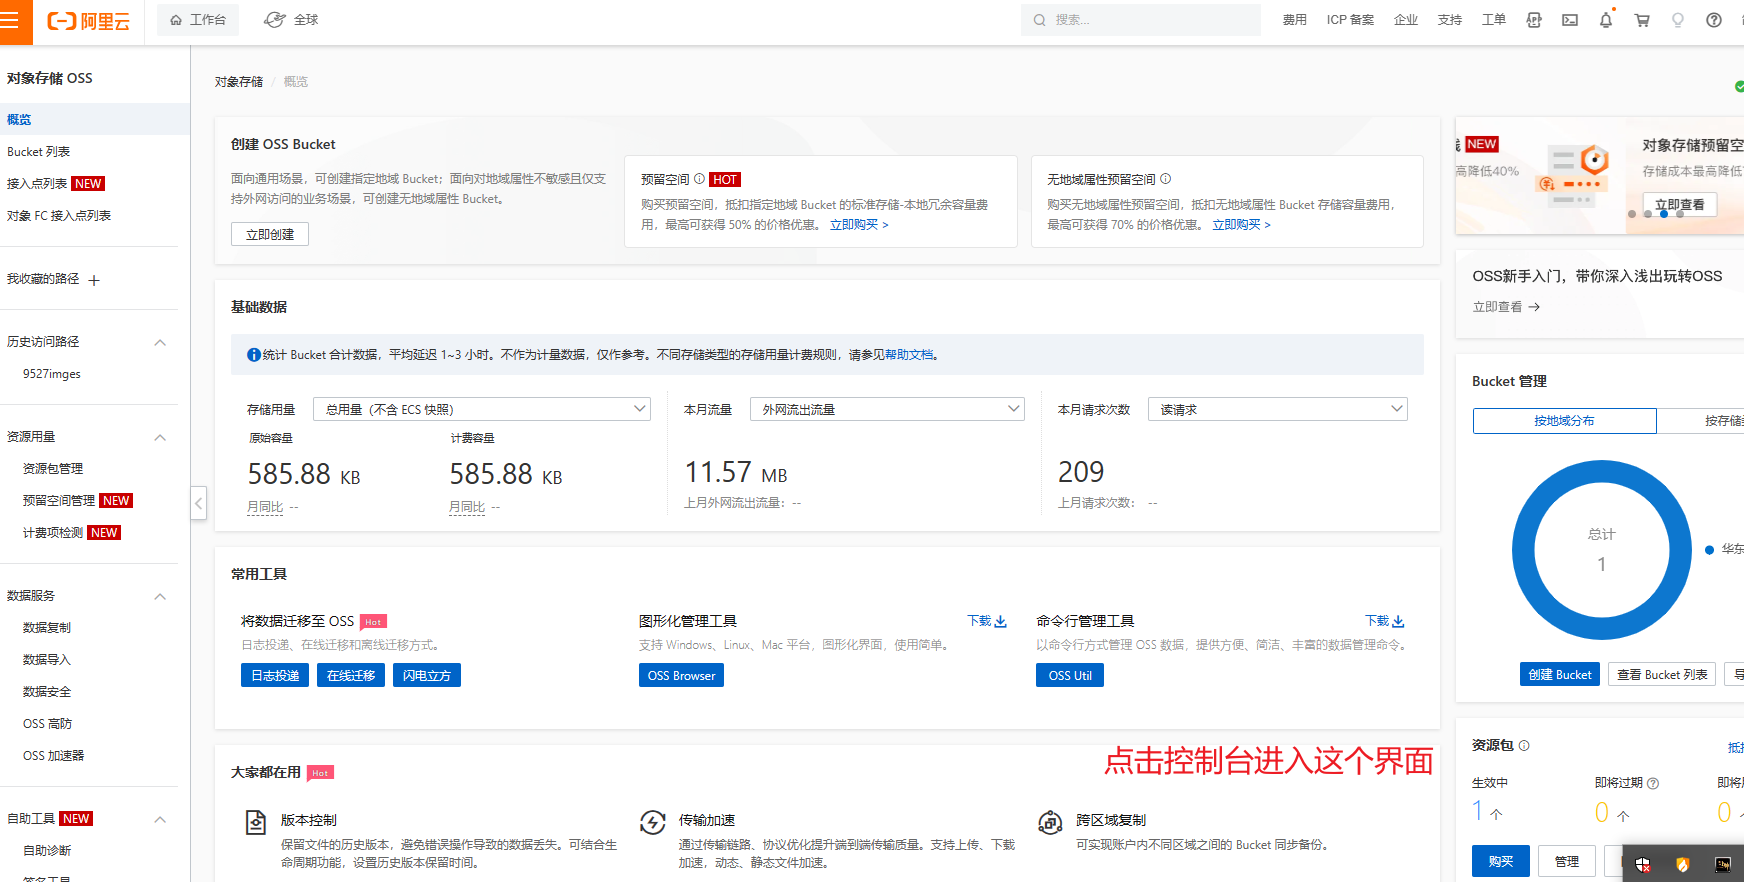 阿里云
工作台
全球
搜索...
费用
ICP 备案
企业
支持
工单
对象存储 OSS
概览
Bucket 列表
接入点列表 NEW
对象 FC 接入点列表
我收藏的路径
历史访问路径
9527imges
资源用量
资源包管理
预留空间管理 NEW
计费项检测 NEW
数据服务
数据复制
数据导入
数据安全
OSS 高防
OSS 加速器
自助工具 NEW
自助诊断
对象存储 / 概览
创建 OSS Bucket
面向通用场景，可创建指定地域 Bucket；面向对地域属性不敏感且仅支
持外网访问的业务场景，可创建无地域属性 Bucket。
立即创建
预留空间 HOT
购买预留空间，抵扣指定地域 Bucket 的标准存储-本地冗余容量费
用，最高可获得 50% 的价格优惠。 立即购买 >
无地域属性预留空间
购买无地域属性预留空间，抵扣无地域属性 Bucket 存储容量费用，
最高可获得 70% 的价格优惠。 立即购买 >
基础数据
统计 Bucket 合计数据，平均延迟 1~3 小时。不作为计量数据，仅作参考。不同存储类型的存储用量计费规则，请参见帮助文档。
存储用量
总用量（不含 ECS 快照）
原始容量
计费容量
585.88 KB
585.88 KB
月同比 --
月同比 --
本月流量
外网流出流量
11.57 MB
上月外网流出流量： --
本月请求次数
读请求
209
上月请求次数： --
常用工具
将数据迁移至 OSS Hot
日志投递、在线迁移和离线迁移方式。
日志投递
在线迁移
闪电立方
图形化管理工具
下载
支持 Windows、Linux、Mac 平台，图形化界面，使用简单。
OSS Browser
命令行管理工具
下载
以命令行方式管理 OSS 数据，提供方便、简洁、丰富的数据管理命令。
OSS Util
点击控制台进入这个界面
大家都在用 Hot
版本控制
保留文件的历史版本，避免错误操作导致的数据丢失。可结合生
命周期功能，设置历史版本保留时间。
传输加速
通过传输链路、协议优化提升端到端传输质量。支持上传、下载
加速，动态、静态文件加速。
跨区域复制
可实现账户内不同区域之间的 Bucket 同步备份。
NEW
高降低40%
对象存储预留空
存储成本最高降低
立即查看
OSS新手入门，带你深入浅出玩转OSS
立即查看
Bucket 管理
按地域分布
按存储
总计
1
华东
创建 Bucket
查看 Bucket 列表
导
资源包
抵扣
生效中
即将过期
即将
1 个
0 个
0
购买
管理